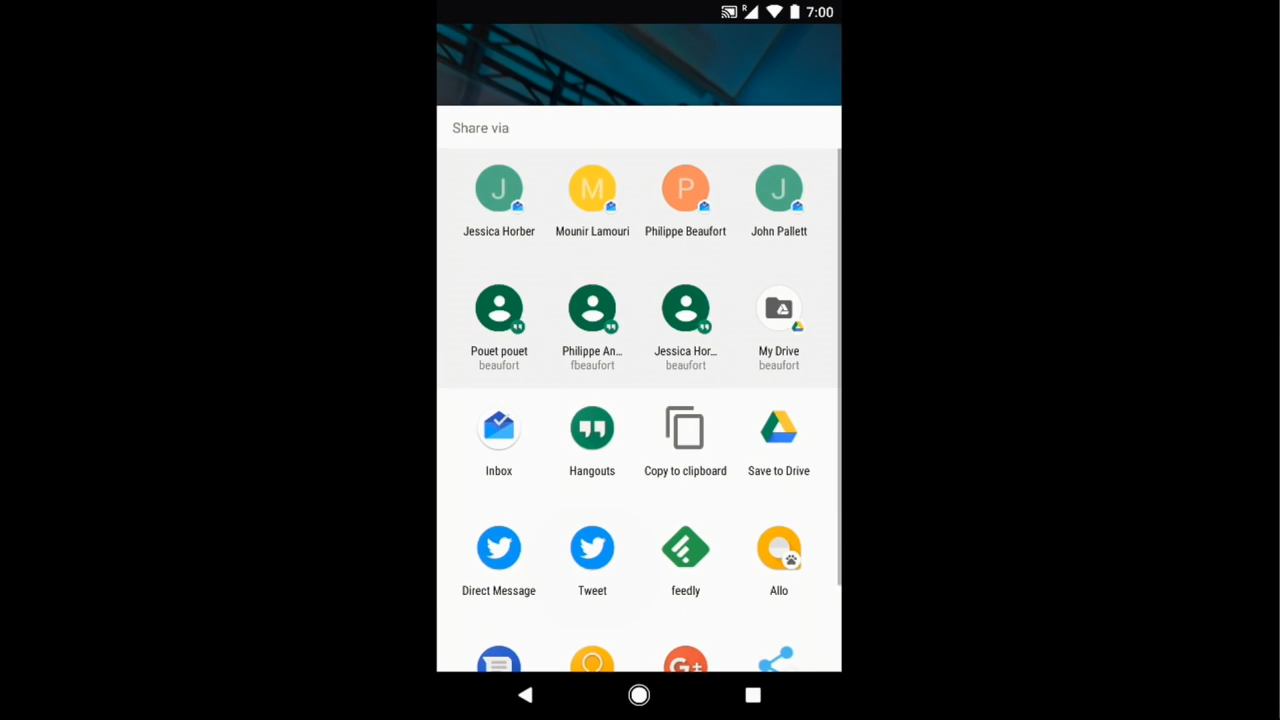 R 7:00
Share via
J M P J
Jessica Horber Mounir Lamouri Philippe Beaufort John Pallett
Pouet pouet Philippe An... Jessica Hor... My Drive
beaufort fbeaufort beaufort beaufort
Inbox Hangouts Copy to clipboard Save to Drive
Direct Message Tweet feedly Allo
G+